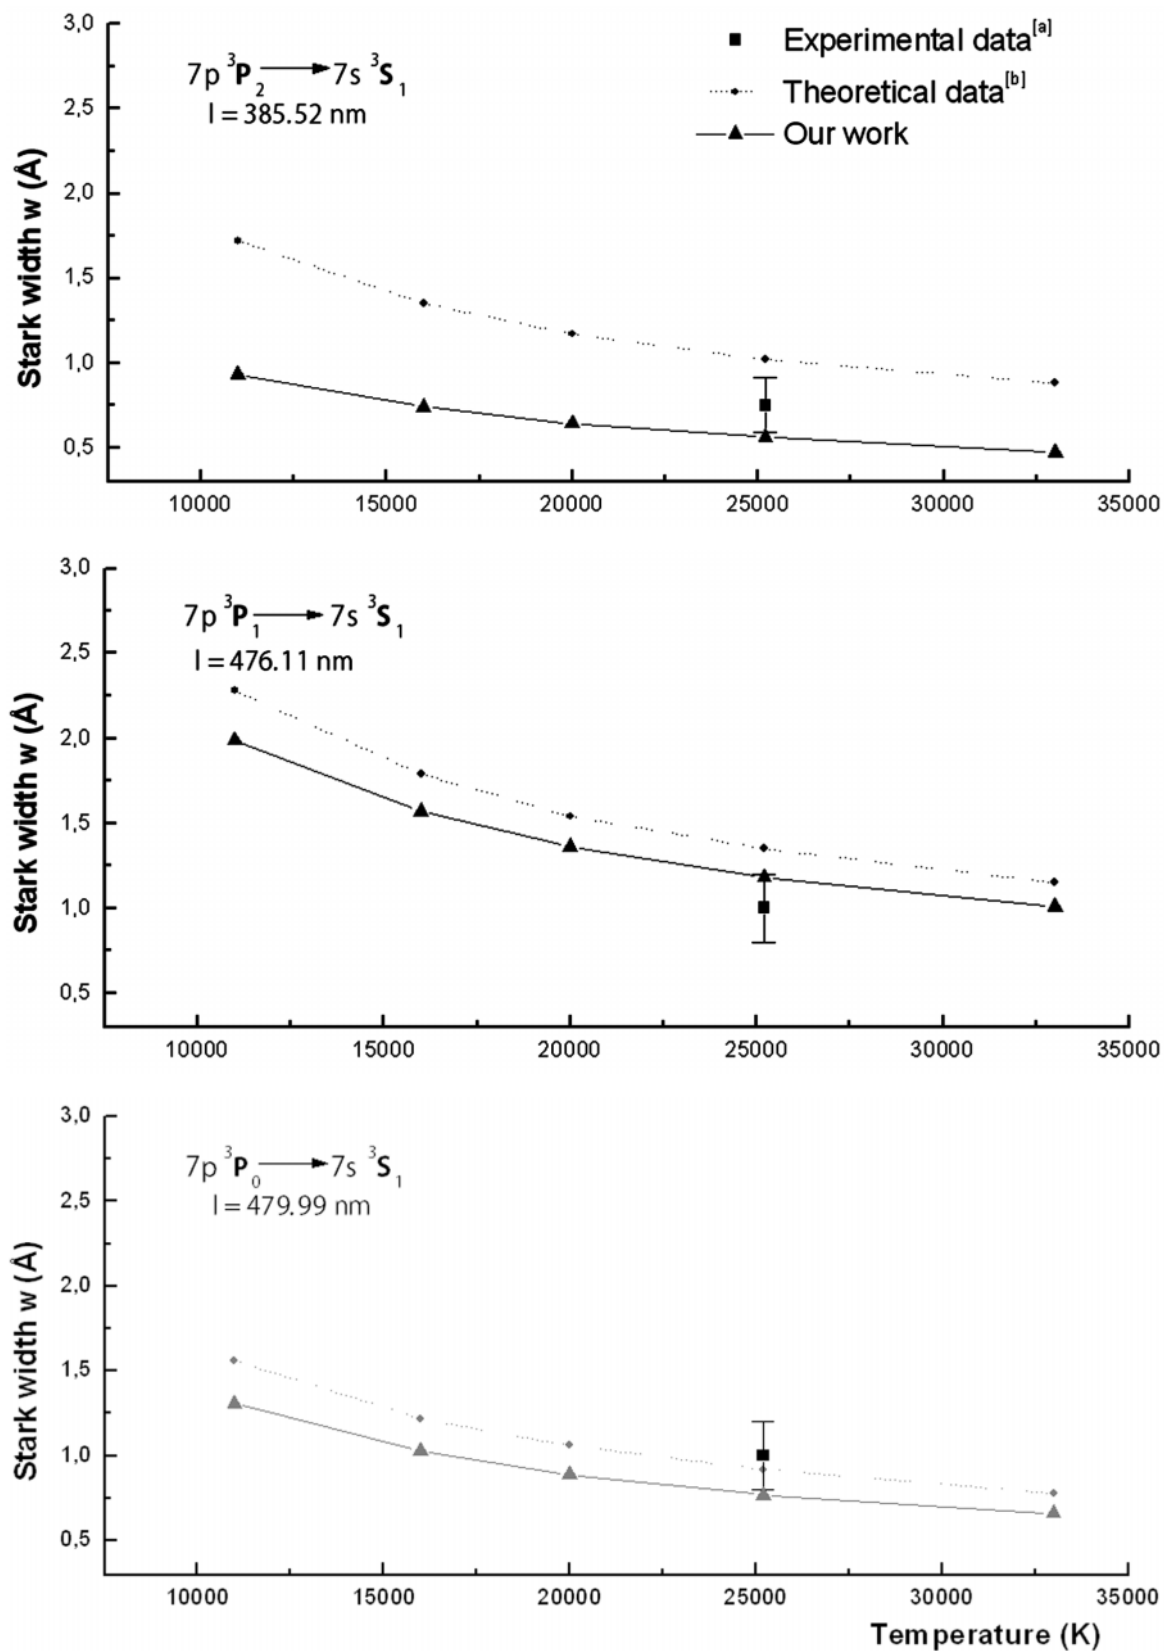 3,0
Experimental data[a]
7p 3P2 7s 3S1
Theoretical data[b]
2,5
l = 385.52 nm
Our work
2,0
Stark width w (Å)
1,5
1,0
0,5
10000 15000 20000 25000 30000 35000
3,0
7p 3P1 7s 3S1
2,5
l = 476.11 nm
2,0
Stark width w (Å)
1,5
1,0
0,5
10000 15000 20000 25000 30000 35000
3,0
7p 3P0 7s 3S1
2,5
l = 479.99 nm
2,0
Stark width w (Å)
1,5
1,0
0,5
10000 15000 20000 25000 30000 35000
Temperature (K)